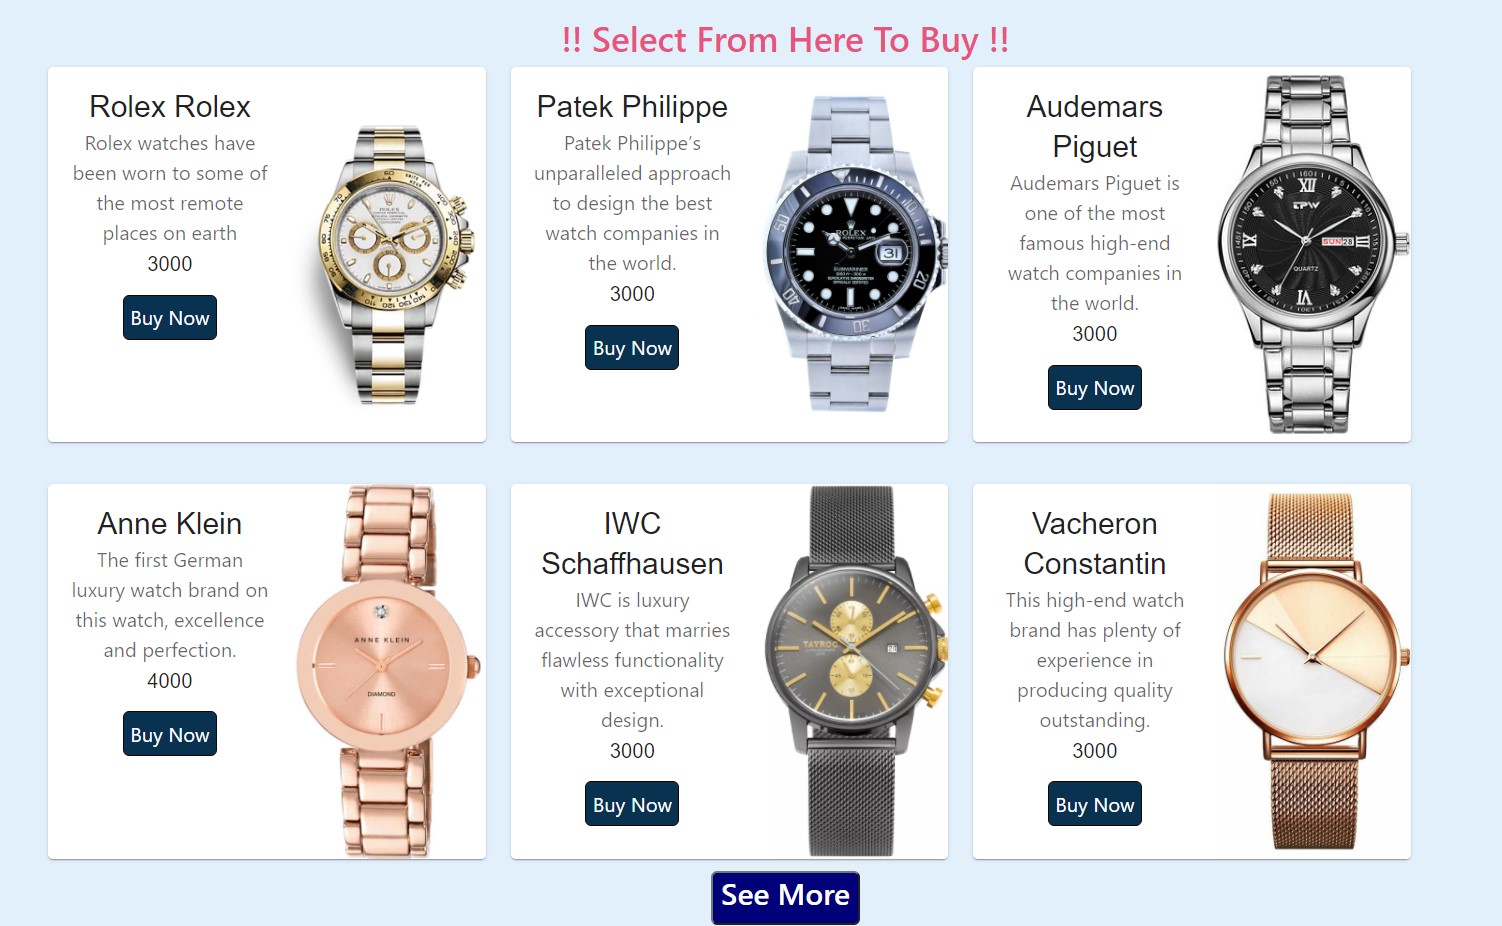 !! Select From Here To Buy !!
Rolex Rolex
Rolex watches have
been worn to some of
the most remote
places on earth
3000
Buy Now
ROLEX
Patek Philippe
Patek Philippe’s
unparalleled approach
to design the best
watch companies in
the world.
3000
Buy Now
ROLEX
31
SUBMARINER
Audemars
Piguet
Audemars Piguet is
one of the most
famous high-end
watch companies in
the world.
3000
Buy Now
XII
TPW
SUN 28
QUARTZ
VI
Anne Klein
The first German
luxury watch brand on
this watch, excellence
and perfection.
4000
Buy Now
ANNE KLEIN
DIAMOND
IWC
Schaffhausen
IWC is luxury
accessory that marries
flawless functionality
with exceptional
design.
3000
Buy Now
TAYROC
Vacheron
Constantin
This high-end watch
brand has plenty of
experience in
producing quality
outstanding.
3000
Buy Now
See More